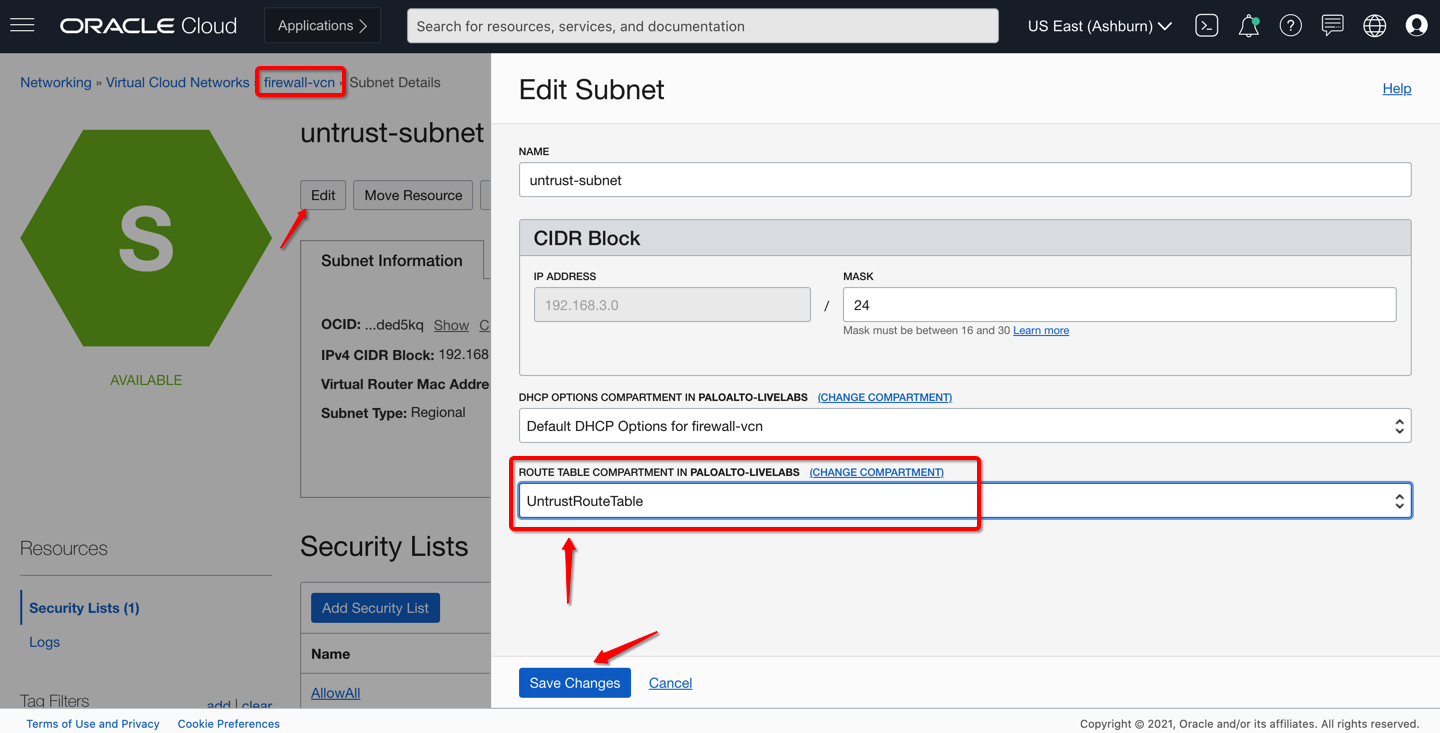 ORACLE Cloud
Applications
Search for resources, services, and documentation
US East (Ashburn)
Networking » Virtual Cloud Networks » firewall-vcn » Subnet Details
S
AVAILABLE
untrust-subnet
Edit
Move Resource
Subnet Information
OCID: ...ded5kq Show C
IPv4 CIDR Block: 192.168
Virtual Router Mac Addre
Subnet Type: Regional
Resources
Security Lists (1)
Logs
Tag Filters
add | clear
Security Lists
Add Security List
Name
AllowAll
Edit Subnet
Help
NAME
untrust-subnet
CIDR Block
IP ADDRESS
192.168.3.0
/
MASK
24
Mask must be between 16 and 30 Learn more
DHCP OPTIONS COMPARTMENT IN PALOALTO-LIVELABS (CHANGE COMPARTMENT)
Default DHCP Options for firewall-vcn
ROUTE TABLE COMPARTMENT IN PALOALTO-LIVELABS (CHANGE COMPARTMENT)
UntrustRouteTable
Save Changes
Cancel
Terms of Use and Privacy
Cookie Preferences
Copyright © 2021, Oracle and/or its affiliates. All rights reserved.